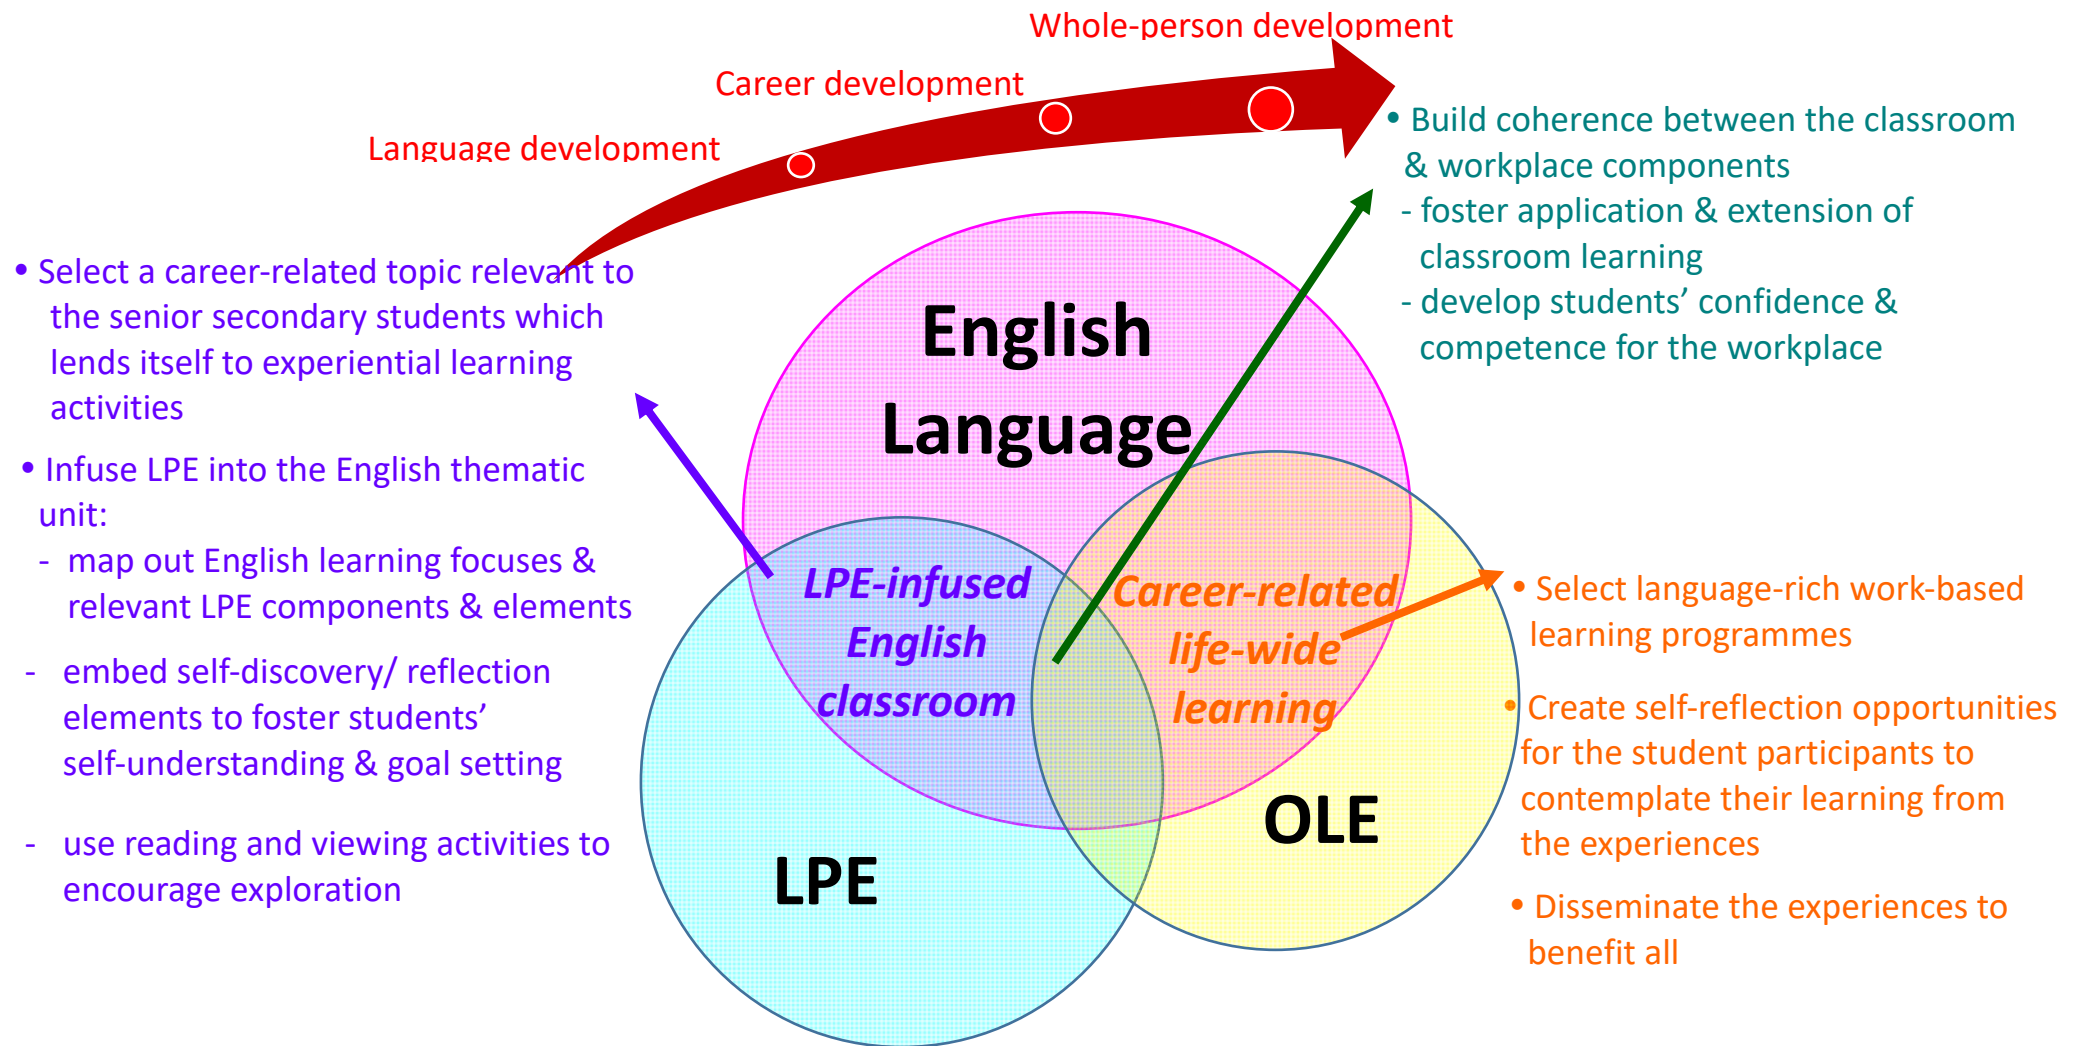 Whole-person development
Career development
Language development
• Build coherence between the classroom
& workplace components
- foster application & extension of
classroom learning
- develop students’ confidence &
competence for the workplace
• Select a career-related topic relevant to
the senior secondary students which
lends itself to experiential learning
activities
• Infuse LPE into the English thematic
unit:
- map out English learning focuses &
relevant LPE components & elements
- embed self-discovery/ reflection
elements to foster students’
self-understanding & goal setting
- use reading and viewing activities to
encourage exploration
English
Language
LPE-infused
English
classroom
Career-related
life-wide
learning
LPE
OLE
• Select language-rich work-based
learning programmes
• Create self-reflection opportunities
for the student participants to
contemplate their learning from
the experiences
• Disseminate the experiences to
benefit all